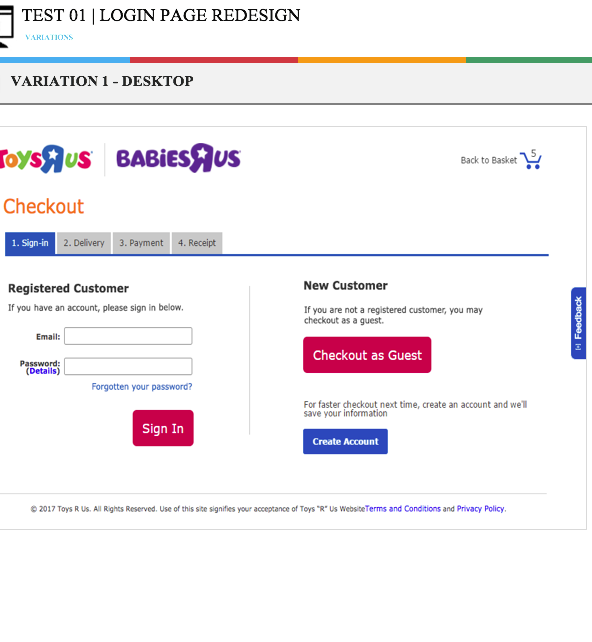 TEST 01 | LOGIN PAGE REDESIGN
VARIATIONS
VARIATION 1 - DESKTOP
ToysЯus BABiESЯUS
Back to Basket 5
Checkout
1. Sign-in 2. Delivery 3. Payment 4. Receipt
Registered Customer
If you have an account, please sign in below.
Email:
Password:
(Details)
Forgotten your password?
Sign In
New Customer
If you are not a registered customer, you may
checkout as a guest.
Checkout as Guest
For faster checkout next time, create an account and we'll
save your information
Create Account
[+] Feedback
© 2017 Toys R Us. All Rights Reserved. Use of this site signifies your acceptance of Toys "R" Us WebsiteTerms and Conditions and Privacy Policy.